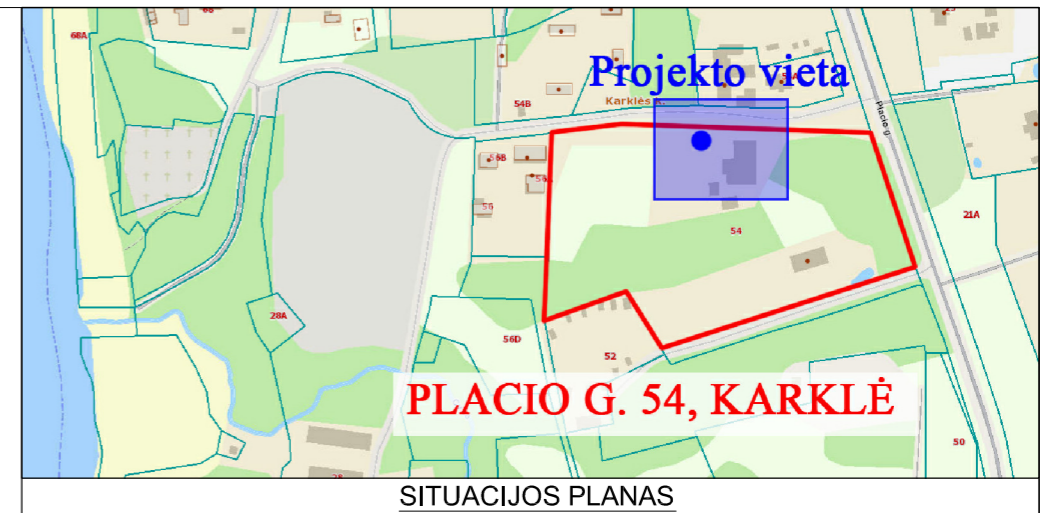 68A
Projekto vieta
54B
Karklės k.
Placio g.
56B
56
54
21A
28A
56D
52
PLACIO G. 54, KARKLĖ
50
28
SITUACIJOS PLANAS